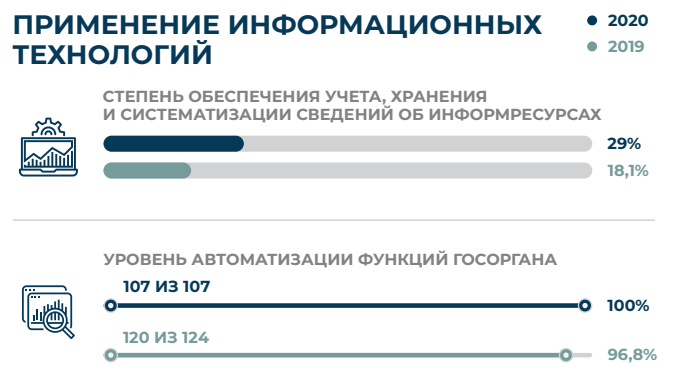 ПРИМЕНЕНИЕ ИНФОРМАЦИОННЫХ
ТЕХНОЛОГИЙ
2020
2019
СТЕПЕНЬ ОБЕСПЕЧЕНИЯ УЧЕТА, ХРАНЕНИЯ
И СИСТЕМАТИЗАЦИИ СВЕДЕНИЙ ОБ ИНФОРМРЕСУРСАХ
29%
18,1%
УРОВЕНЬ АВТОМАТИЗАЦИИ ФУНКЦИЙ ГОСОРГАНА
107 ИЗ 107
100%
120 ИЗ 124
96,8%